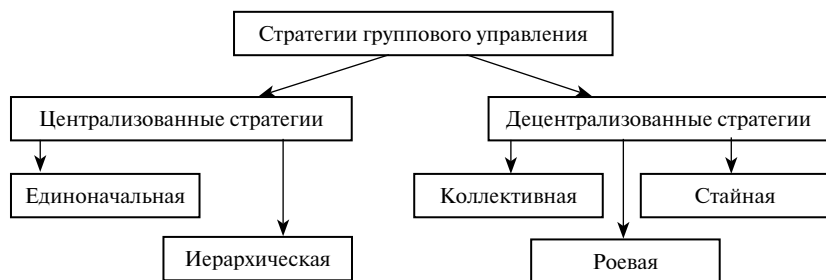 Стратегии группового управления
Централизованные стратегии
Децентрализованные стратегии
Единоначальная
Коллективная
Стайная
Иерархическая
Роевая